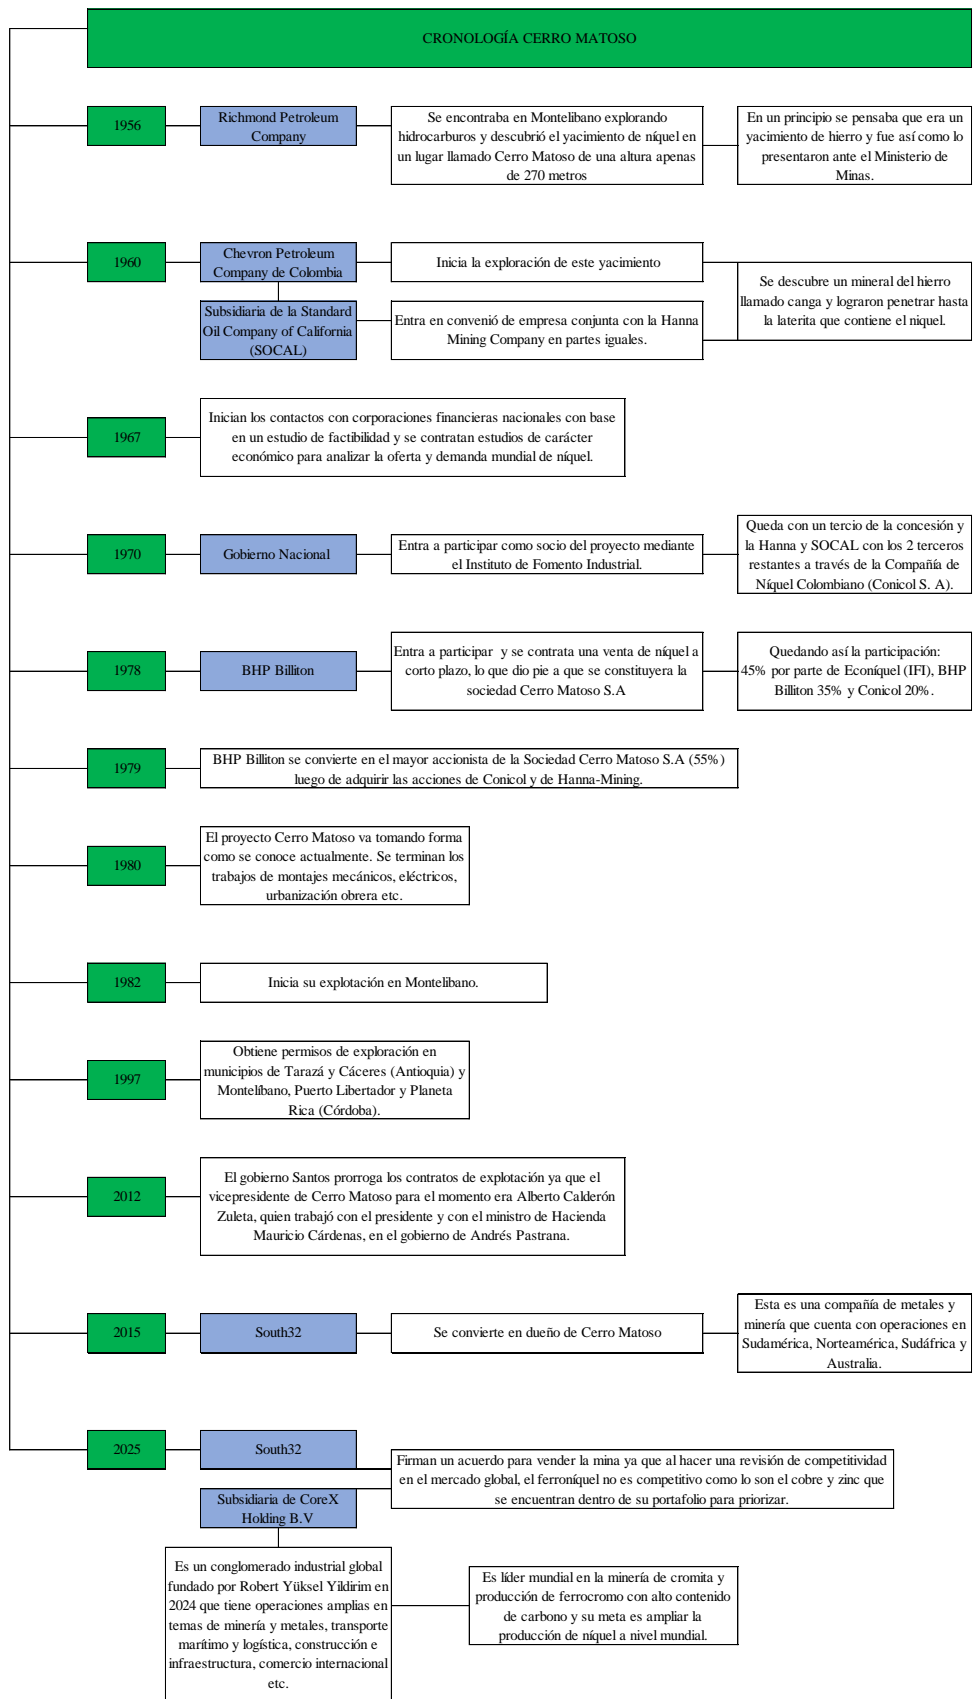 CRONOLOGÍA CERRO MATOSO
1956
Richmond Petroleum
Company
Se encontraba en Montelibano explorando
hidrocarburos y descubrió el yacimiento de níquel en
un lugar llamado Cerro Matoso de una altura apenas
de 270 metros
En un principio se pensaba que era un
yacimiento de hierro y fue así como lo
presentaron ante el Ministerio de
Minas.
1960
Chevron Petroleum
Company de Colombia
Inicia la exploración de este yacimiento
Subsidiaria de la Standard
Oil Company of California
(SOCAL)
Entra en convenió de empresa conjunta con la Hanna
Mining Company en partes iguales.
Se descubre un mineral del hierro
llamado canga y lograron penetrar hasta
la laterita que contiene el niquel.
1967
Inician los contactos con corporaciones financieras nacionales con base
en un estudio de factibilidad y se contratan estudios de carácter
económico para analizar la oferta y demanda mundial de níquel.
1970
Gobierno Nacional
Entra a participar como socio del proyecto mediante
el Instituto de Fomento Industrial.
Queda con un tercio de la concesión y
la Hanna y SOCAL con los 2 terceros
restantes a través de la Compañía de
Níquel Colombiano (Conicol S. A).
1978
BHP Billiton
Entra a participar y se contrata una venta de níquel a
corto plazo, lo que dio pie a que se constituyera la
sociedad Cerro Matoso S.A
Quedando así la participación:
45% por parte de Econíquel (IFI), BHP
Billiton 35% y Conicol 20%.
1979
BHP Billiton se convierte en el mayor accionista de la Sociedad Cerro Matoso S.A (55%)
luego de adquirir las acciones de Conicol y de Hanna-Mining.
1980
El proyecto Cerro Matoso va tomando forma
como se conoce actualmente. Se terminan los
trabajos de montajes mecánicos, eléctricos,
urbanización obrera etc.
1982
Inicia su explotación en Montelibano.
1997
Obtiene permisos de exploración en
municipios de Tarazá y Cáceres (Antioquia) y
Montelíbano, Puerto Libertador y Planeta
Rica (Córdoba).
2012
El gobierno Santos prorroga los contratos de explotación ya que el
vicepresidente de Cerro Matoso para el momento era Alberto Calderón
Zuleta, quien trabajó con el presidente y con el ministro de Hacienda
Mauricio Cárdenas, en el gobierno de Andrés Pastrana.
2015
South32
Se convierte en dueño de Cerro Matoso
Esta es una compañía de metales y
minería que cuenta con operaciones en
Sudamérica, Norteamérica, Sudáfrica y
Australia.
2025
South32
Subsidiaria de CoreX
Holding B.V
Firman un acuerdo para vender la mina ya que al hacer una revisión de competitividad
en el mercado global, el ferroníquel no es competitivo como lo son el cobre y zinc que
se encuentran dentro de su portafolio para priorizar.
Es un conglomerado industrial global
fundado por Robert Yüksel Yildirim en
2024 que tiene operaciones amplias en
temas de minería y metales, transporte
marítimo y logística, construcción e
infraestructura, comercio internacional
etc.
Es líder mundial en la minería de cromita y
producción de ferrocromo con alto contenido
de carbono y su meta es ampliar la
producción de níquel a nivel mundial.